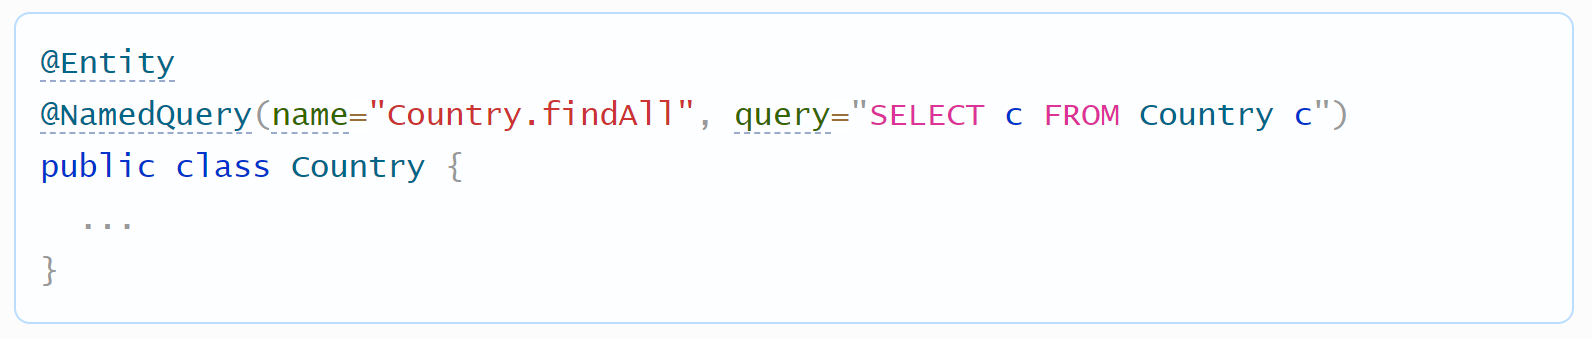 @Entity
@NamedQuery(name="Country.findAll", query="SELECT c FROM Country c")
public class Country {
  ...
}